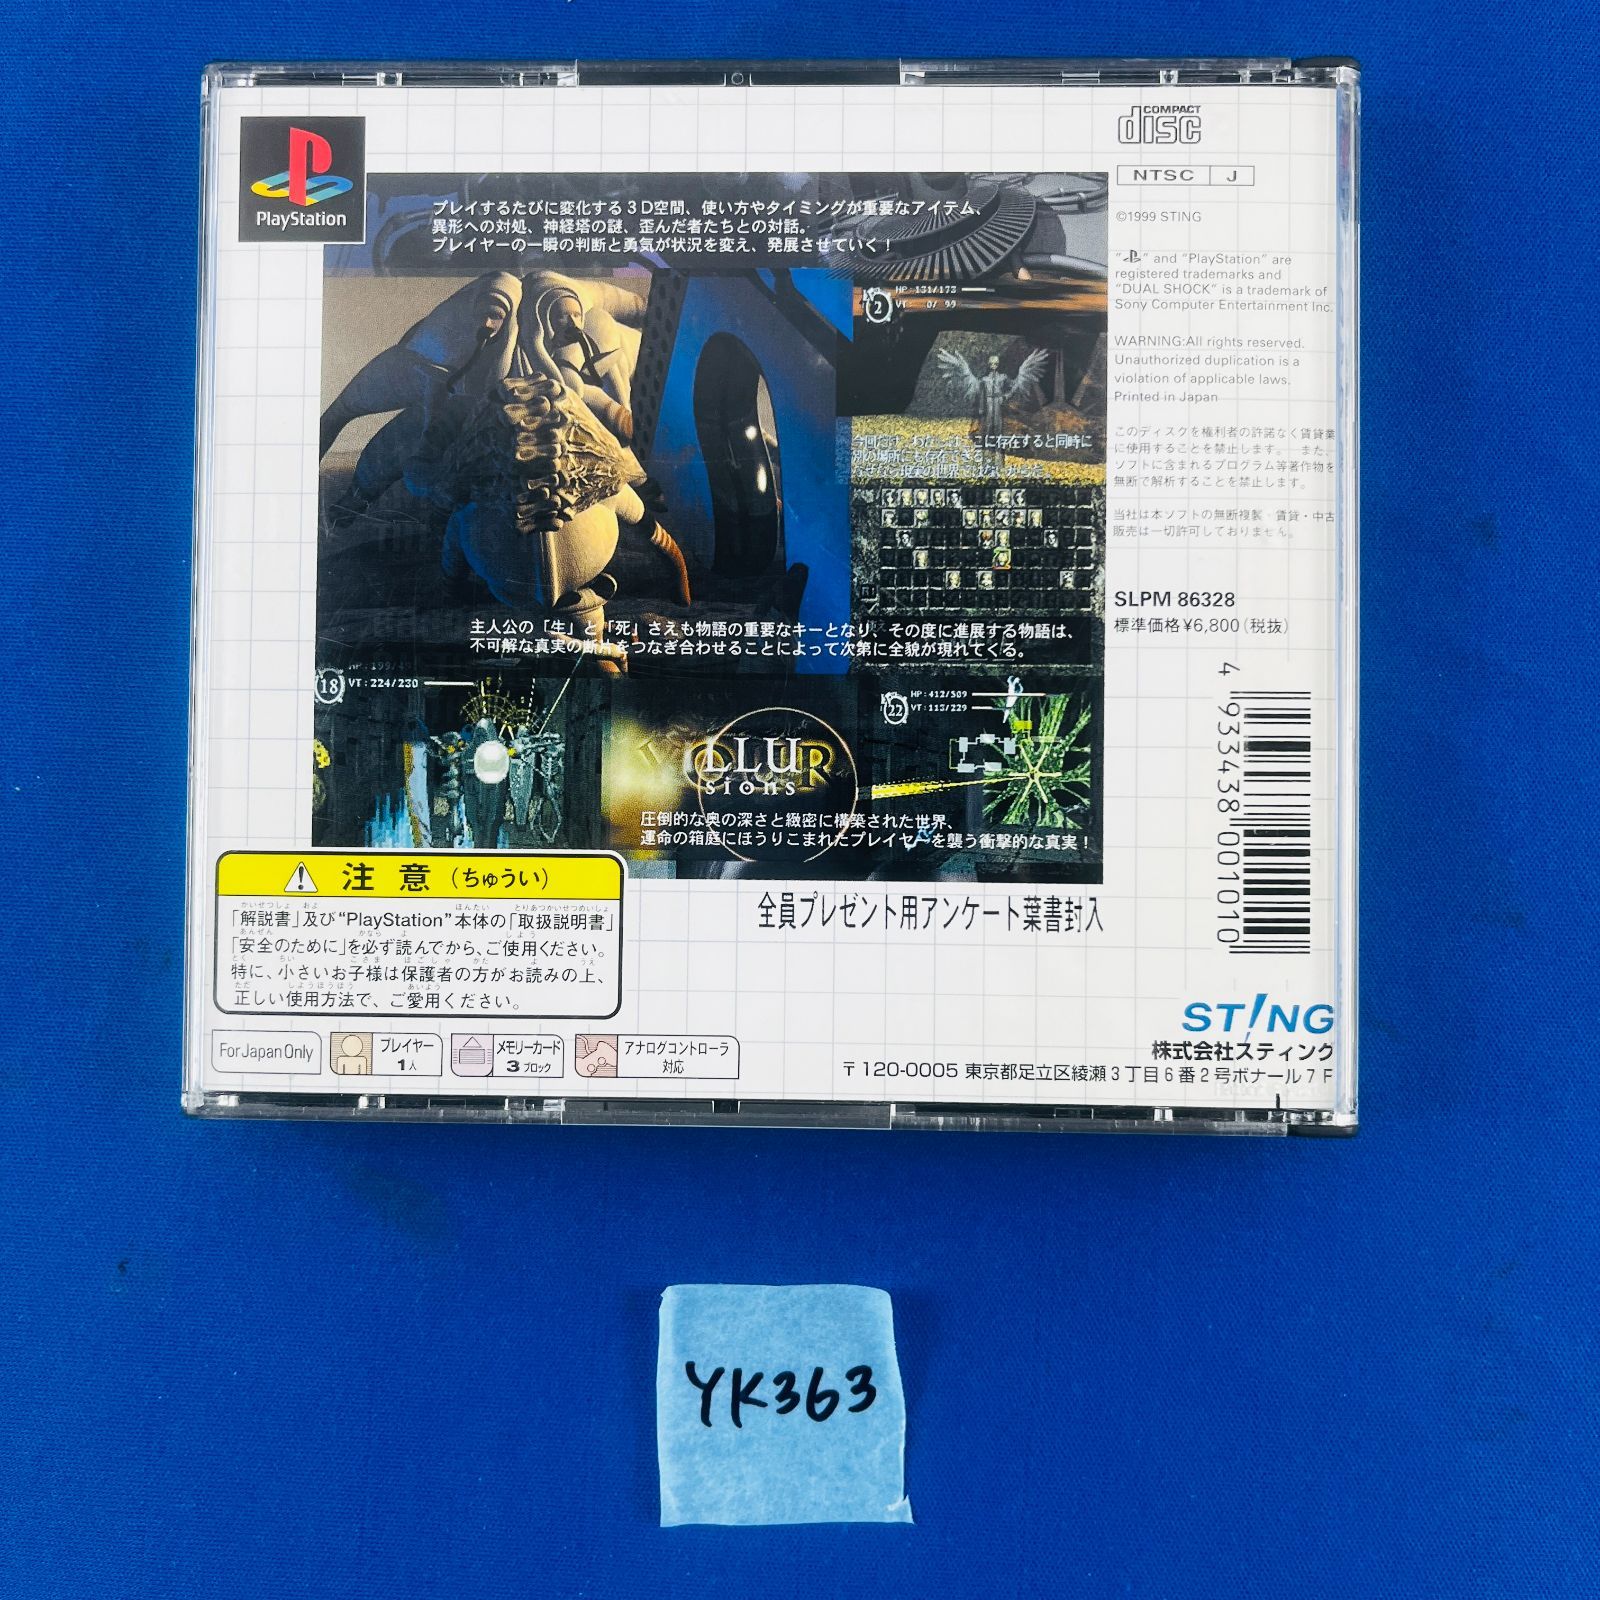 PlayStation
プレイするたびに変化する3D空間、使い方やタイミングが重要なアイテム、
異形への対処、神経塔の謎、歪んだ者たちとの対話。
プレイヤーの一瞬の判断と勇気が状況を変え、発展させていく!
2
HP:131/173
VT: 0/ 99
主人公の「生」と「死」さえも物語の重要なキーとなり、その度に進展する物語は、
不可解な真実の断片をつなぎ合わせることによって次第に全貌が現れてくる。
18
VT:224/230
22
HP:412/509
VT:113/229
圧倒的な奥の深さと緻密に構築された世界、
運命の箱庭にほうりこまれたプレイヤーを襲う衝撃的な真実!
全員プレゼント用アンケート葉書封入
COMPACT
disc
NTSC J
©1999 STING
" " and "PlayStation" are
registered trademarks and
"DUAL SHOCK" is a trademark of
Sony Computer Entertainment Inc.
WARNING:All rights reserved.
Unauthorized duplication is a
violation of applicable laws.
Printed in Japan
このディスクを権利者の許諾なく賃貸業
に使用することを禁止します。 また、
ソフトに含まれるプログラム等著作物を
無断で解析することを禁止します。
当社は本ソフトの無断複製・賃貸・中古
販売は一切許可しておりません。
SLPM 86328
標準価格¥6,800(税抜)
4 933438 001010
注意(ちゅうい)
「解説書」及び"PlayStation"本体の「取扱説明書」
「安全のために」を必ず読んでから、ご使用ください。
特に、小さいお子様は保護者の方がお読みの上、
正しい使用方法で、ご愛用ください。
For Japan Only
プレイヤー
1人
メモリーカード
3ブロック
アナログコントローラ
対応
ST!NG
株式会社スティング
〒120-0005 東京都足立区綾瀬3丁目6番2号ボナール7F
YK363